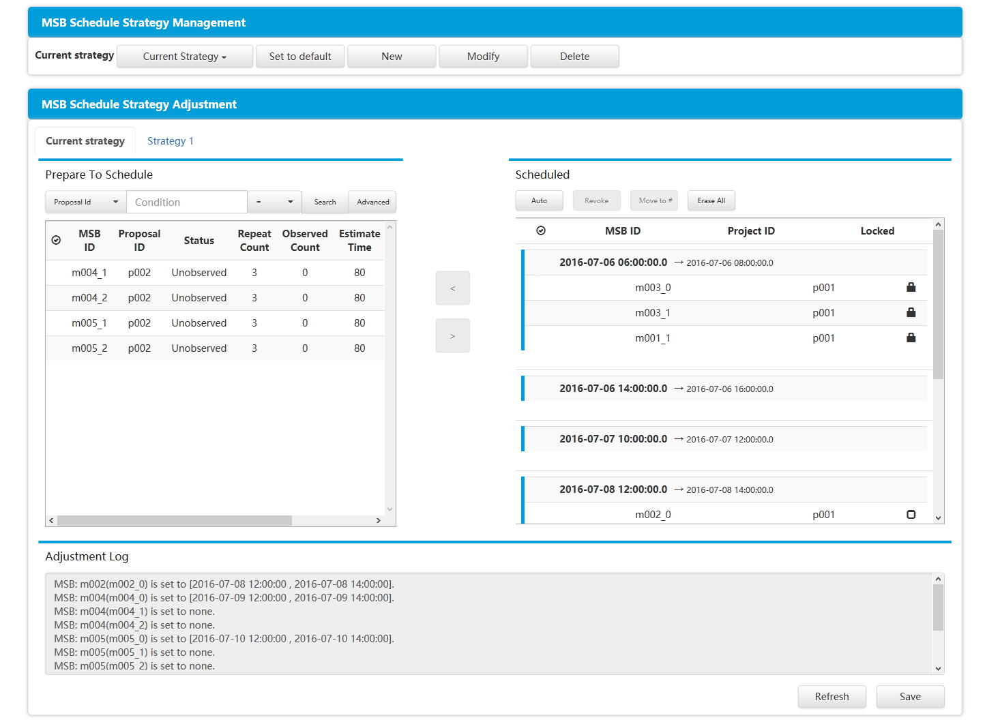 MSB Schedule Strategy Management
Current strategy Current Strategy Set to default New Modify Delete
MSB Schedule Strategy Adjustment
Current strategy Strategy 1
Prepare To Schedule
Proposal Id Condition = Search Advanced
MSB ID Proposal ID Status Repeat Count Observed Count Estimate Time
m004_1 p002 Unobserved 3 0 80
m004_2 p002 Unobserved 3 0 80
m005_1 p002 Unobserved 3 0 80
m005_2 p002 Unobserved 3 0 80
<
>
Scheduled
Auto Revoke Move to # Erase All
MSB ID Project ID Locked
2016-07-06 06:00:00.0 → 2016-07-06 08:00:00.0
m003_0 p001
m003_1 p001
m001_1 p001
2016-07-06 14:00:00.0 → 2016-07-06 16:00:00.0
2016-07-07 10:00:00.0 → 2016-07-07 12:00:00.0
2016-07-08 12:00:00.0 → 2016-07-08 14:00:00.0
m002_0 p001
Adjustment Log
MSB: m002(m002_0) is set to [2016-07-08 12:00:00 , 2016-07-08 14:00:00].
MSB: m004(m004_0) is set to [2016-07-09 12:00:00 , 2016-07-09 14:00:00].
MSB: m004(m004_1) is set to none.
MSB: m004(m004_2) is set to none.
MSB: m005(m005_0) is set to [2016-07-10 12:00:00 , 2016-07-10 14:00:00].
MSB: m005(m005_1) is set to none.
MSB: m005(m005_2) is set to none.
Refresh Save